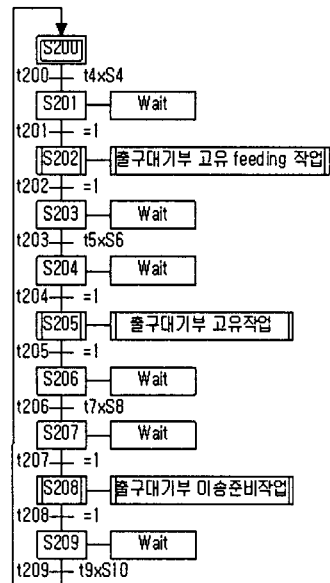 S200
t200 t4xS4
S201 Wait
t201 =1
S202 출구대기부 고유 feeding 작업
t202 =1
S203 Wait
t203 t5xS6
S204 Wait
t204 =1
S205 출구대기부 고유작업
t205 =1
S206 Wait
t206 t7xS8
S207 Wait
t207 =1
S208 출구대기부 이송준비작업
t208 =1
S209 Wait
t209 t9xS10